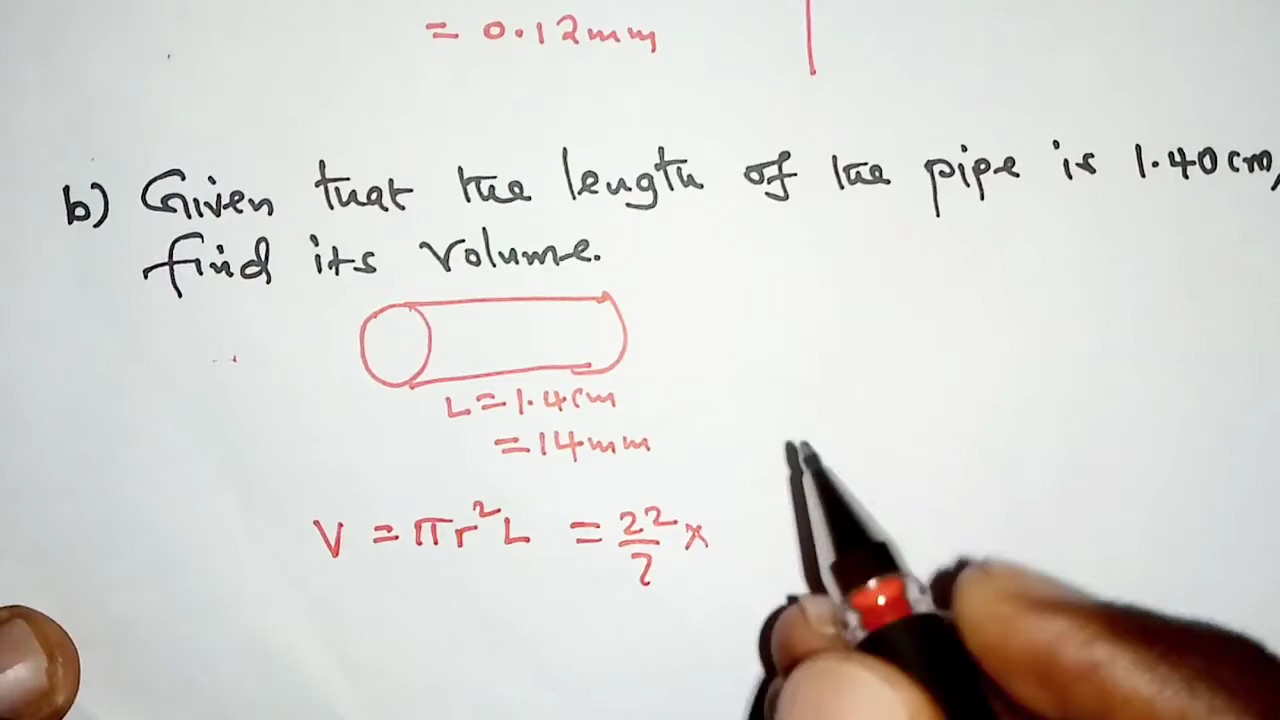 = 0.12mm
b) Given that the length of the pipe is 1.40cm,
find its volume.
L = 1.4cm
= 14mm
V = πr²L = 22/7 x